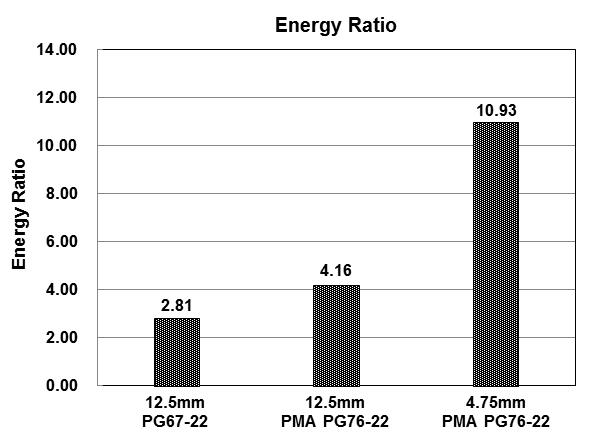 Energy Ratio
14.00
12.00
10.00
8.00
6.00
4.00
2.00
0.00
Energy Ratio
2.81
4.16
10.93
12.5mm
PG67-22
12.5mm
PMA PG76-22
4.75mm
PMA PG76-22